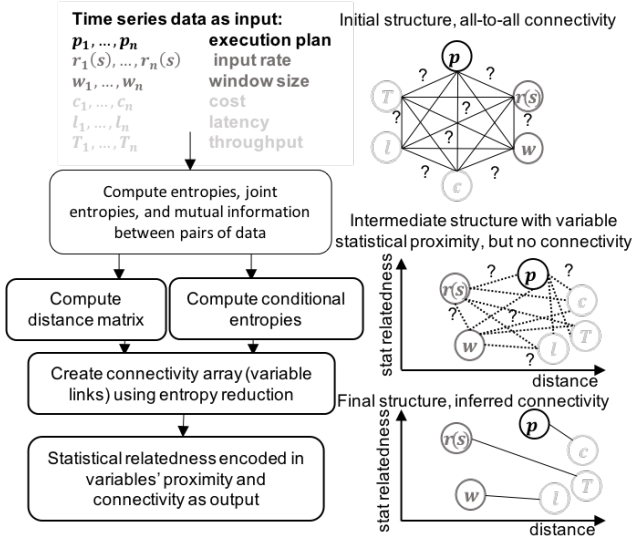 Time series data as input:
p₁, ..., pₙ execution plan
r₁(s), ..., rₙ(s) input rate
w₁, ..., wₙ window size
c₁, ..., cₙ cost
l₁, ..., lₙ latency
T₁, ..., Tₙ throughput
Compute entropies, joint
entropies, and mutual information
between pairs of data
Compute
distance matrix
Compute conditional
entropies
Create connectivity array (variable
links) using entropy reduction
Statistical relatedness encoded in
variables' proximity and
connectivity as output
Initial structure, all-to-all connectivity
p
? ?
T r(s)
? ? ?
l w
? ?
c
Intermediate structure with variable
statistical proximity, but no connectivity
stat relatedness
p
? ?
r(s)
c
? ?
T
w
l
?
distance
Final structure, inferred connectivity
stat relatedness
p
r(s)
c
T
w
l
distance